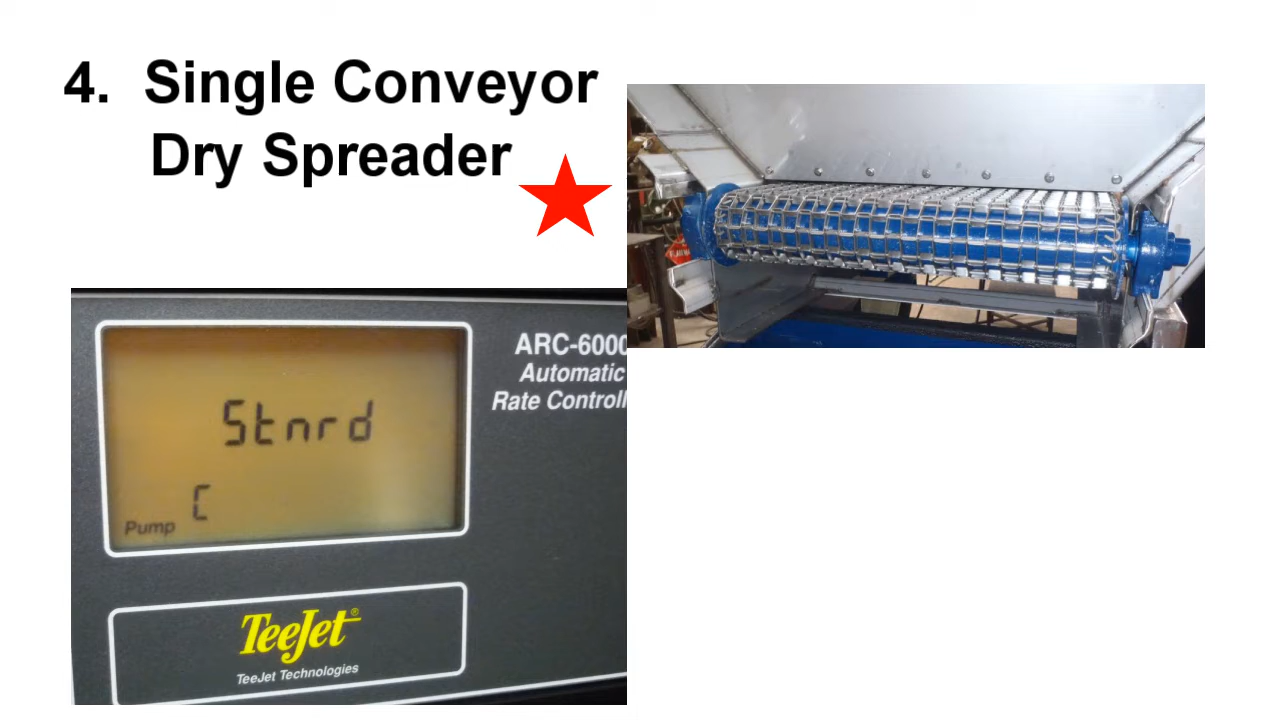 4. Single Conveyor
Dry Spreader
ARC-6000
Automatic
Rate Controll
Stnrd
C
Pump
TeeJet®
TeeJet Technologies